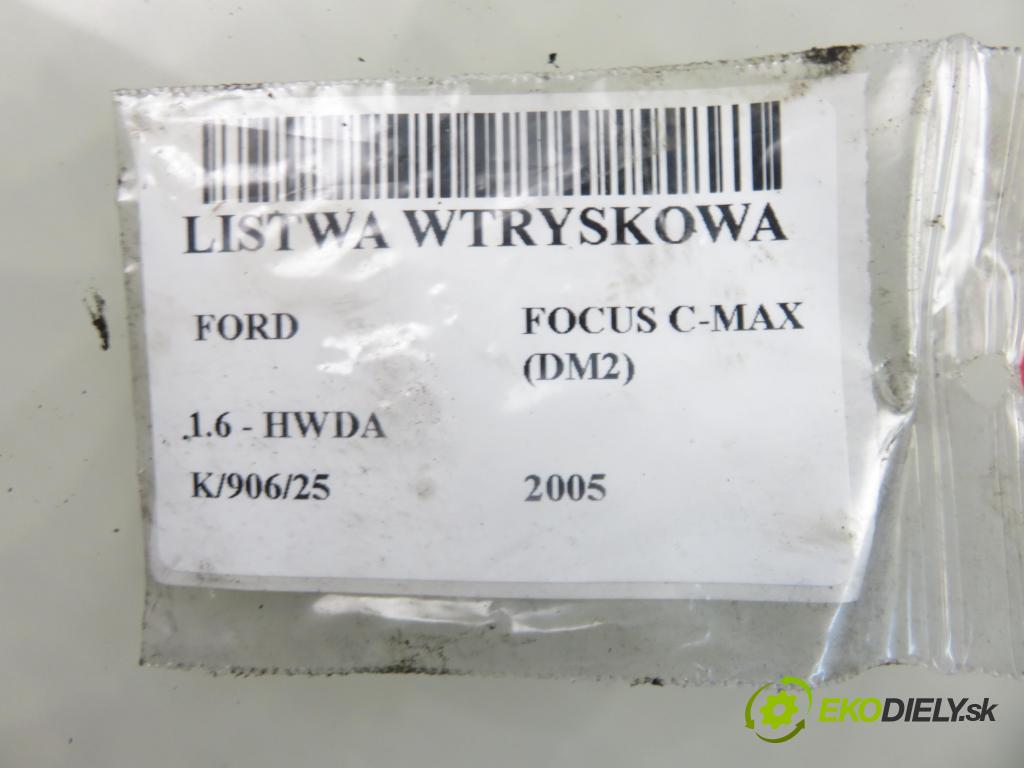 LISTWA WTRYSKOWA
FORD
FOCUS C-MAX
(DM2)
1.6 - HWDA
K/906/25
2005
EKODIELY.sk